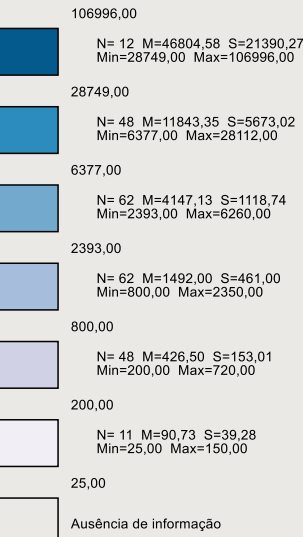 106996,00
N= 12 M=46804,58 S=21390,27
Min=28749,00 Max=106996,00
28749,00
N= 48 M=11843,35 S=5673,02
Min=6377,00 Max=28112,00
6377,00
N= 62 M=4147,13 S=1118,74
Min=2393,00 Max=6260,00
2393,00
N= 62 M=1492,00 S=461,00
Min=800,00 Max=2350,00
800,00
N= 48 M=426,50 S=153,01
Min=200,00 Max=720,00
200,00
N= 11 M=90,73 S=39,28
Min=25,00 Max=150,00
25,00
Ausência de informação